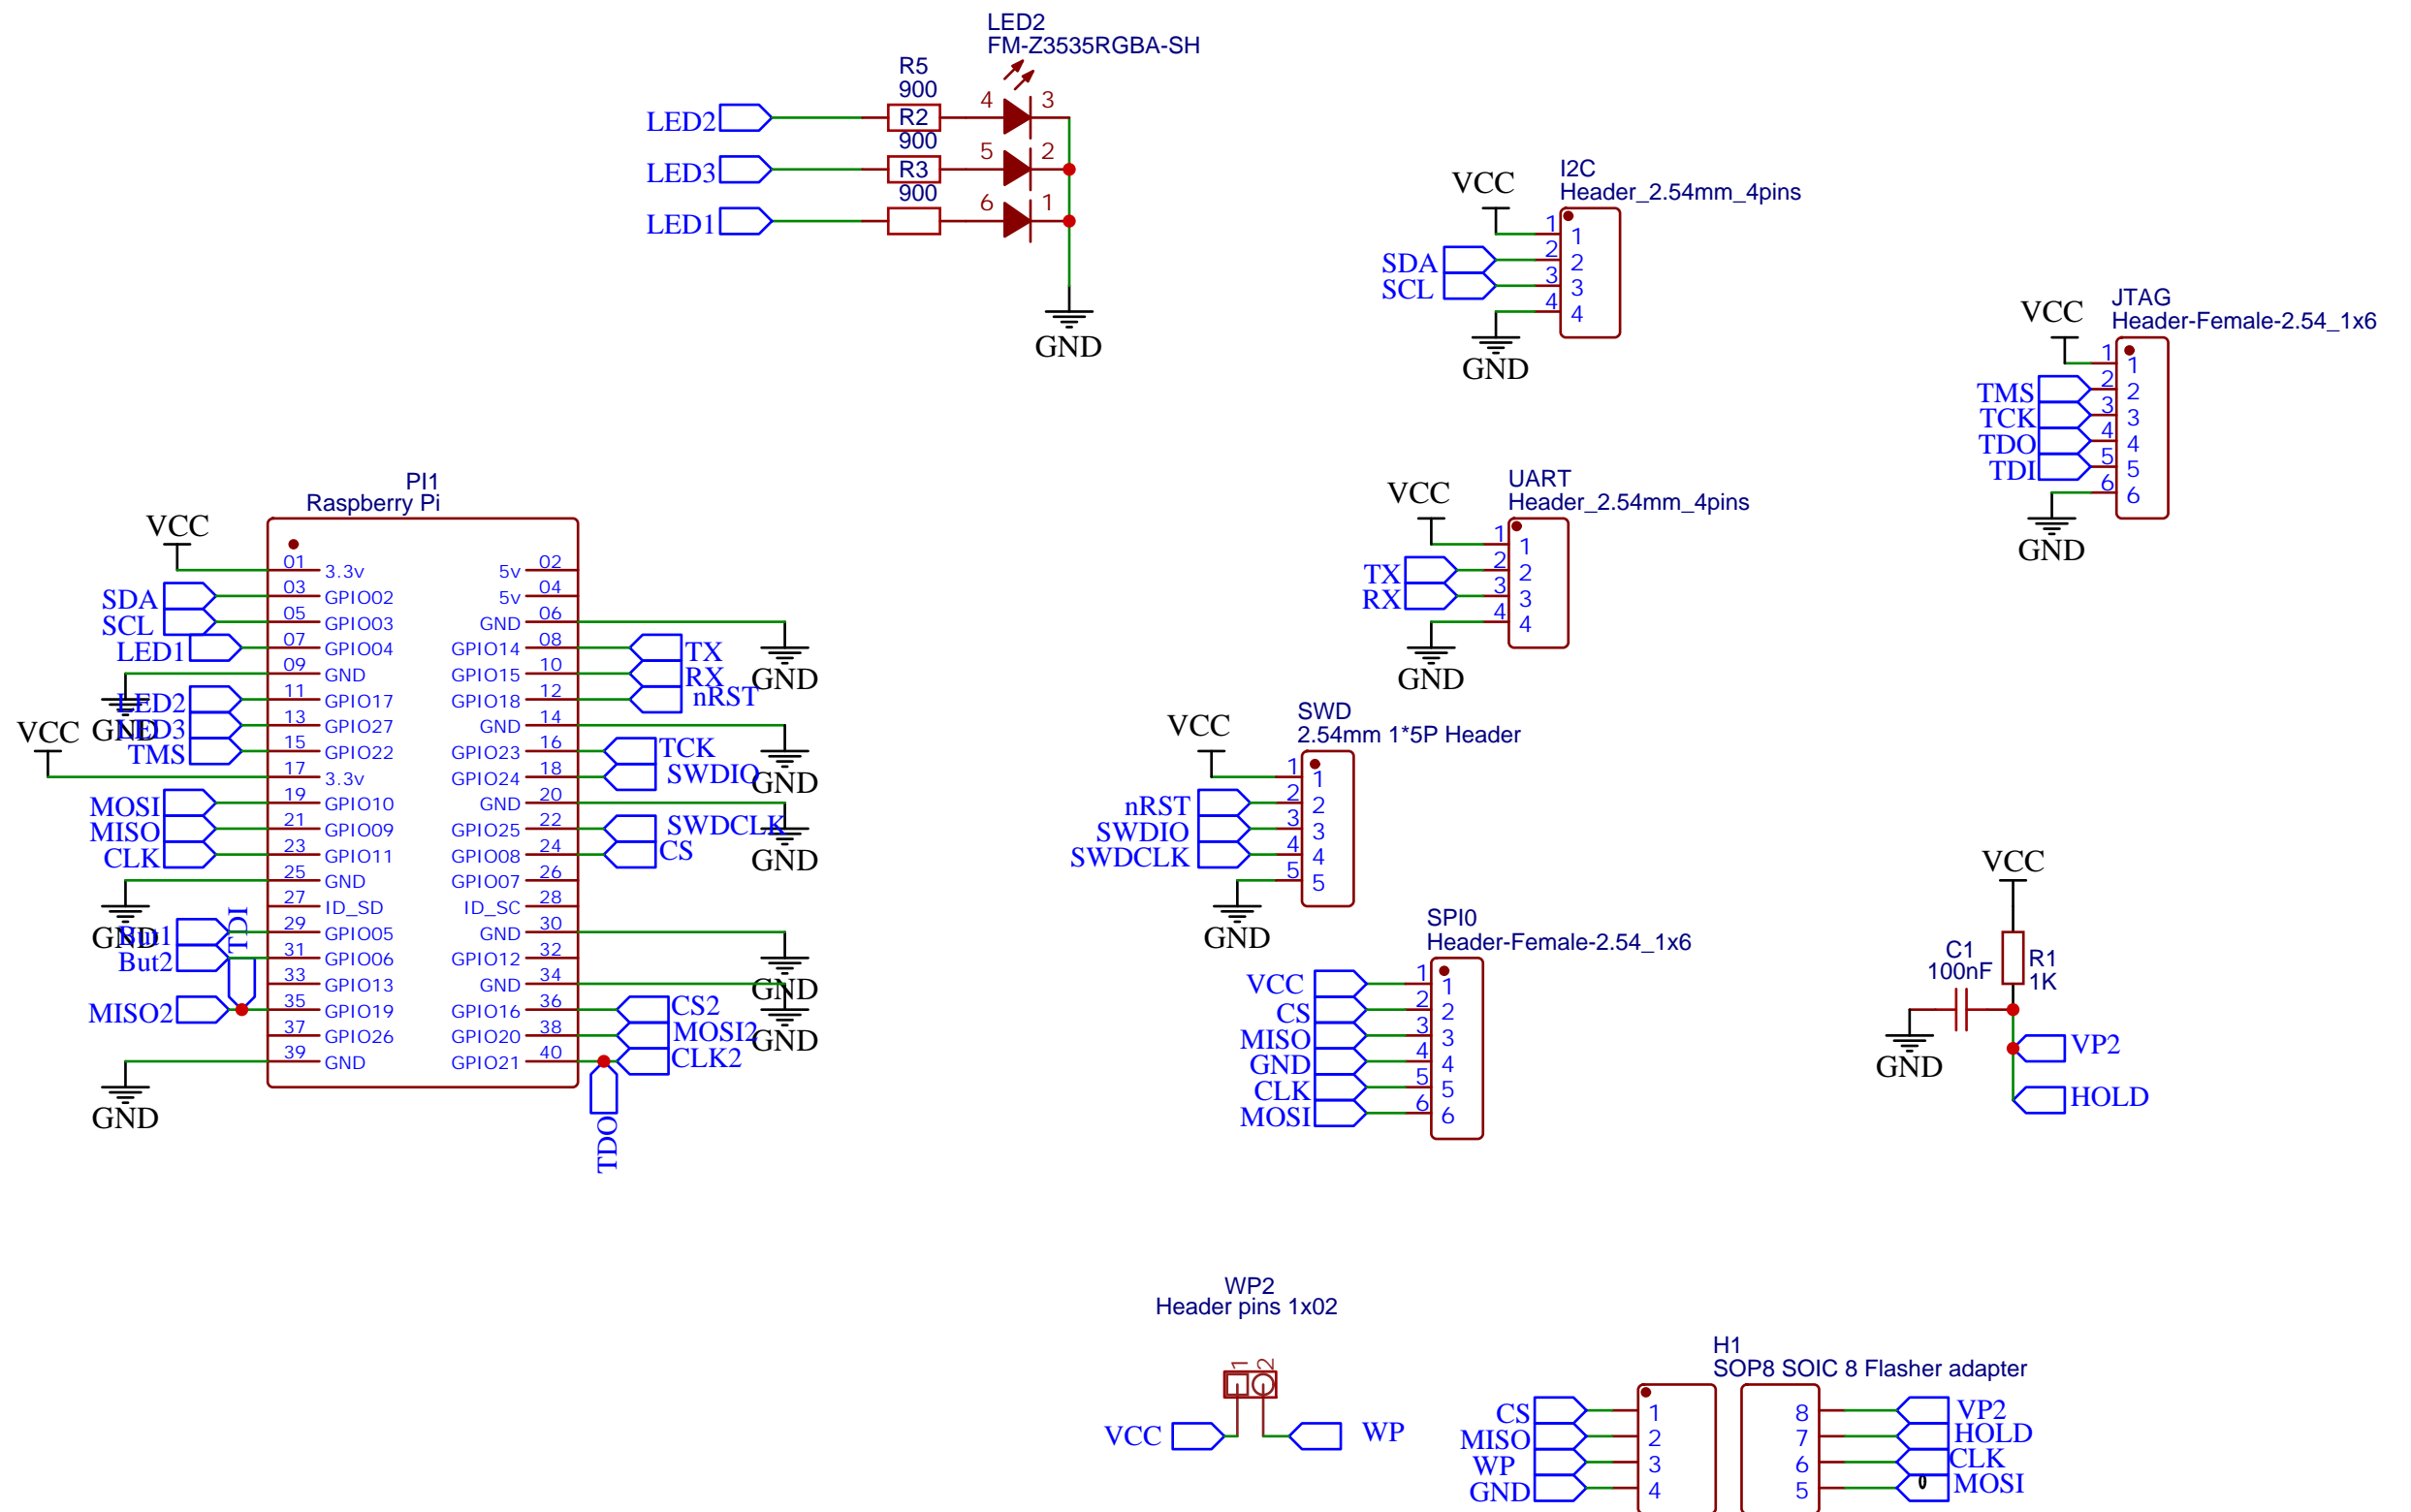 LED2
FM-Z3535RGBA-SH
R5
900
LED2
R2
4
3
900
LED3
R3
5
2
900
LED1
6
1
GND
I2C
Header_2.54mm_4pins
VCC
1 1
SDA 2 2
SCL 3 3
4 4
GND
JTAG
Header-Female-2.54_1x6
VCC
1 1
TMS 2 2
TCK 3 3
TDO 4 4
TDI 5 5
6 6
GND
PI1
Raspberry Pi
VCC
01 3.3v 5v 02
SDA 03 GPIO02 5v 04
SCL 05 GPIO03 GND 06
LED1 07 GPIO04 GPIO14 08 TX
09 GND GPIO15 10 RX GND
LED2 11 GPIO17 GPIO18 12 nRST
VCC GND LED3 13 GPIO27 GND 14
TMS 15 GPIO22 GPIO23 16 TCK
17 3.3v GPIO24 18 SWDIO GND
MOSI 19 GPIO10 GND 20
MISO 21 GPIO09 GPIO25 22 SWDCLK
CLK 23 GPIO11 GPIO08 24 CS GND
25 GND GPIO07 26
27 ID_SD ID_SC 28
TDI
GND But1 29 GPIO05 GND 30
But2 31 GPIO06 GPIO12 32
33 GPIO13 GND 34 GND
MISO2 35 GPIO19 GPIO16 36 CS2
37 GPIO26 GPIO20 38 MOSI2 GND
39 GND GPIO21 40 CLK2
GND
TDO
UART
Header_2.54mm_4pins
VCC
1 1
TX 2 2
RX 3 3
4 4
GND
SWD
2.54mm 1*5P Header
VCC
1 1
nRST 2 2
SWDIO 3 3
SWDCLK 4 4
5 5
GND
SPI0
Header-Female-2.54_1x6
VCC 1 1
CS 2 2
MISO 3 3
GND 4 4
CLK 5 5
MOSI 6 6
VCC
C1
100nF
R1
1K
GND
VP2
HOLD
WP2
Header pins 1x02
1 2
VCC WP
H1
SOP8 SOIC 8 Flasher adapter
CS 1 8 VP2
MISO 2 7 HOLD
WP 3 6 CLK
GND 4 5 0 MOSI